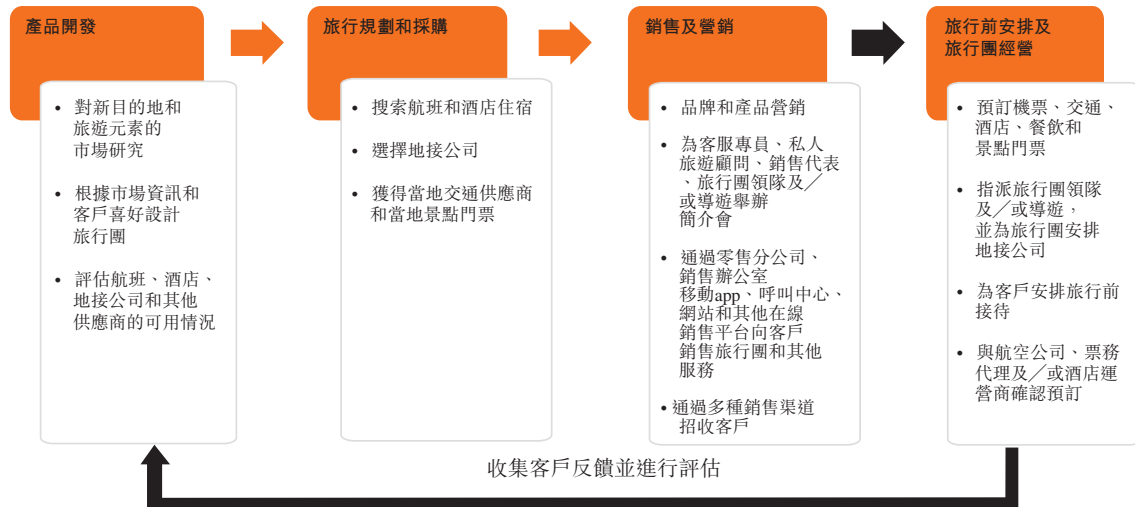 產品開發
• 對新目的地和
旅遊元素的
市場研究
• 根據市場資訊和
客戶喜好設計
旅行團
• 評估航班、酒店、
地接公司和其他
供應商的可用情況
旅行規劃和採購
• 搜索航班和酒店住宿
• 選擇地接公司
• 獲得當地交通供應商
和當地景點門票
銷售及營銷
• 品牌和產品營銷
• 為客服專員、私人
旅遊顧問、銷售代表
、旅行團領隊及／
或導遊舉辦
簡介會
• 通過零售分公司、
銷售辦公室
移動app、呼叫中心、
網站和其他在線
銷售平台向客戶
銷售旅行團和其他
服務
• 通過多種銷售渠道
招收客戶
旅行前安排及
旅行團經營
• 預訂機票、交通、
酒店、餐飲和
景點門票
• 指派旅行團領隊
及／或導遊，
並為旅行團安排
地接公司
• 為客戶安排旅行前
接待
• 與航空公司、票務
代理及／或酒店運
營商確認預訂
收集客戶反饋並進行評估